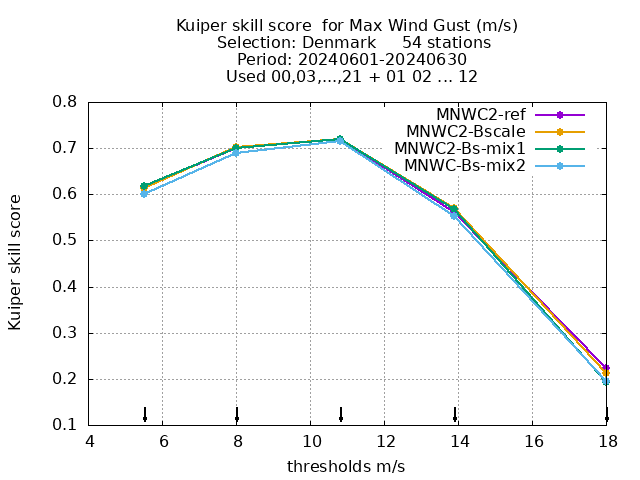 Kuiper skill score  for Max Wind Gust (m/s)
Selection: Denmark     54 stations
Period: 20240601-20240630
Used 00,03,...,21 + 01 02 ... 12
MNWC2-ref
MNWC2-Bscale
MNWC2-Bs-mix1
MNWC-Bs-mix2
Kuiper skill score
0.8
0.7
0.6
0.5
0.4
0.3
0.2
0.1
4 6 8 10 12 14 16 18
thresholds m/s